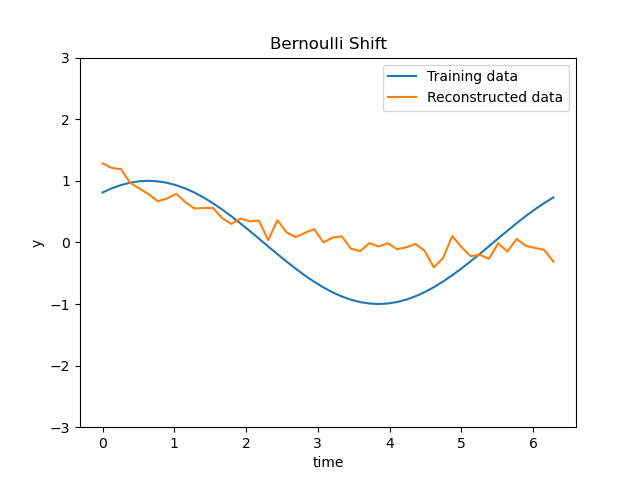 Bernoulli Shift
Training data
Reconstructed data
3
2
1
0
−1
−2
−3
y
0 1 2 3 4 5 6
time